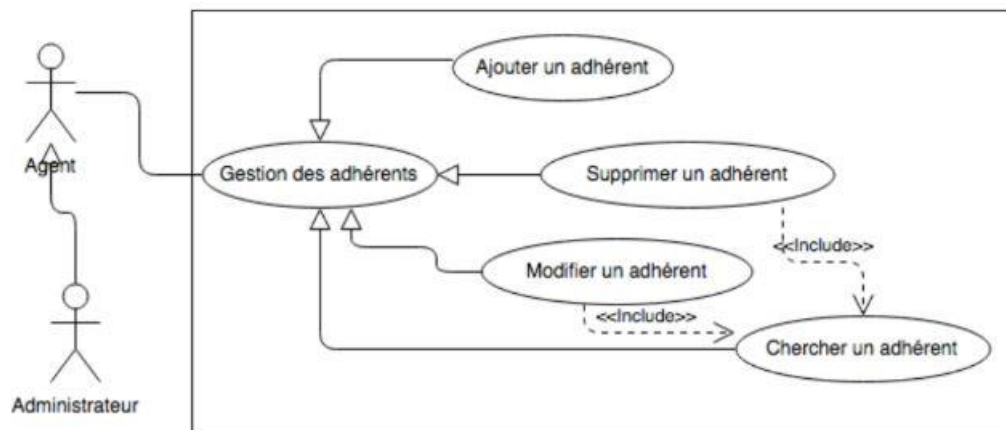 Ajouter un adhérent
Agent
Gestion des adhérents
Supprimer un adhérent
<<Include>>
Modifier un adhérent
<<Include>>
Chercher un adhérent
Administrateur